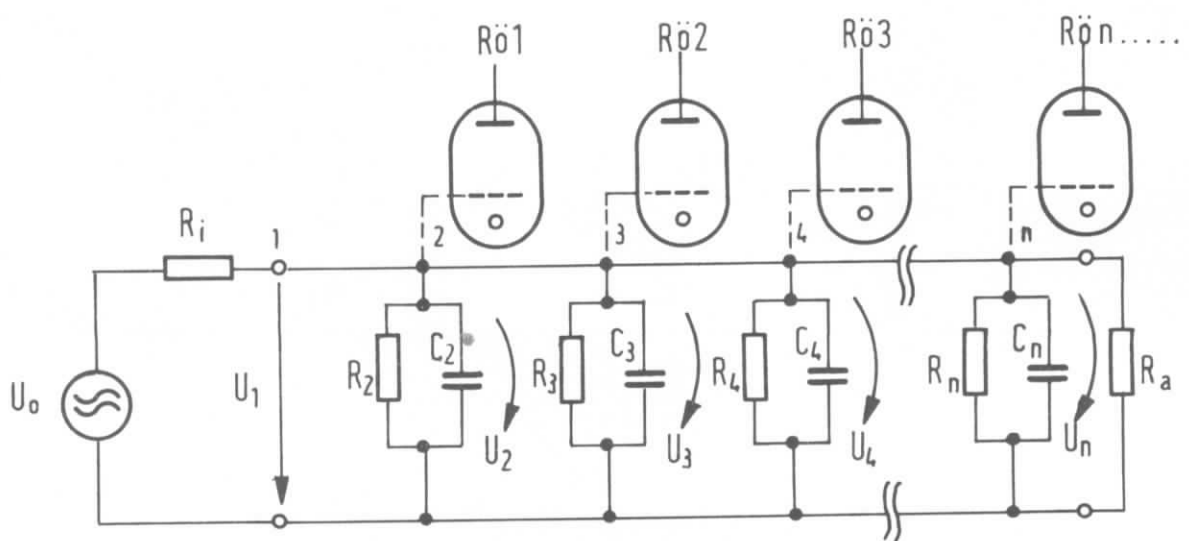 Rö1 Rö2 Rö3 Rön.....
2 3 4 n
Ri 1
R2 C2 R3 C3 R4 C4 Rn Cn Ra
Uo U1 U2 U3 U4 Un